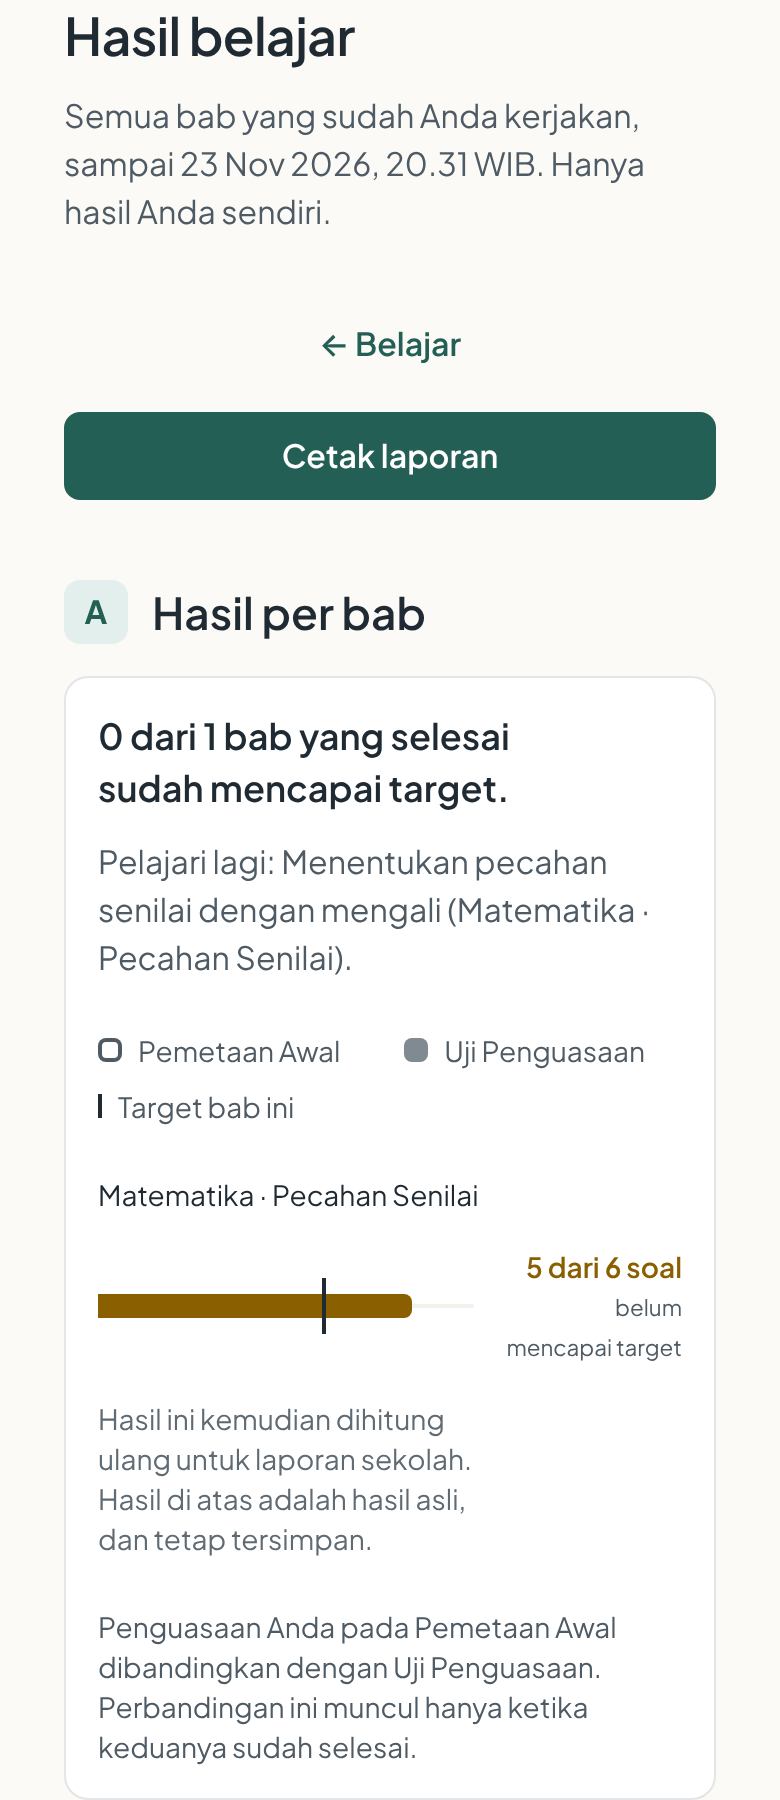 Hasil belajar
Semua bab yang sudah Anda kerjakan,
sampai 23 Nov 2026, 20.31 WIB. Hanya
hasil Anda sendiri.
← Belajar
Cetak laporan
A Hasil per bab
0 dari 1 bab yang selesai
sudah mencapai target.
Pelajari lagi: Menentukan pecahan
senilai dengan mengali (Matematika ·
Pecahan Senilai).
Pemetaan Awal Uji Penguasaan
Target bab ini
Matematika · Pecahan Senilai
5 dari 6 soal
belum
mencapai target
Hasil ini kemudian dihitung
ulang untuk laporan sekolah.
Hasil di atas adalah hasil asli,
dan tetap tersimpan.
Penguasaan Anda pada Pemetaan Awal
dibandingkan dengan Uji Penguasaan.
Perbandingan ini muncul hanya ketika
keduanya sudah selesai.